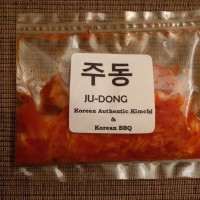 주동
JU-DONG
Korean Authentic Kimchi
&
Korean BBQ